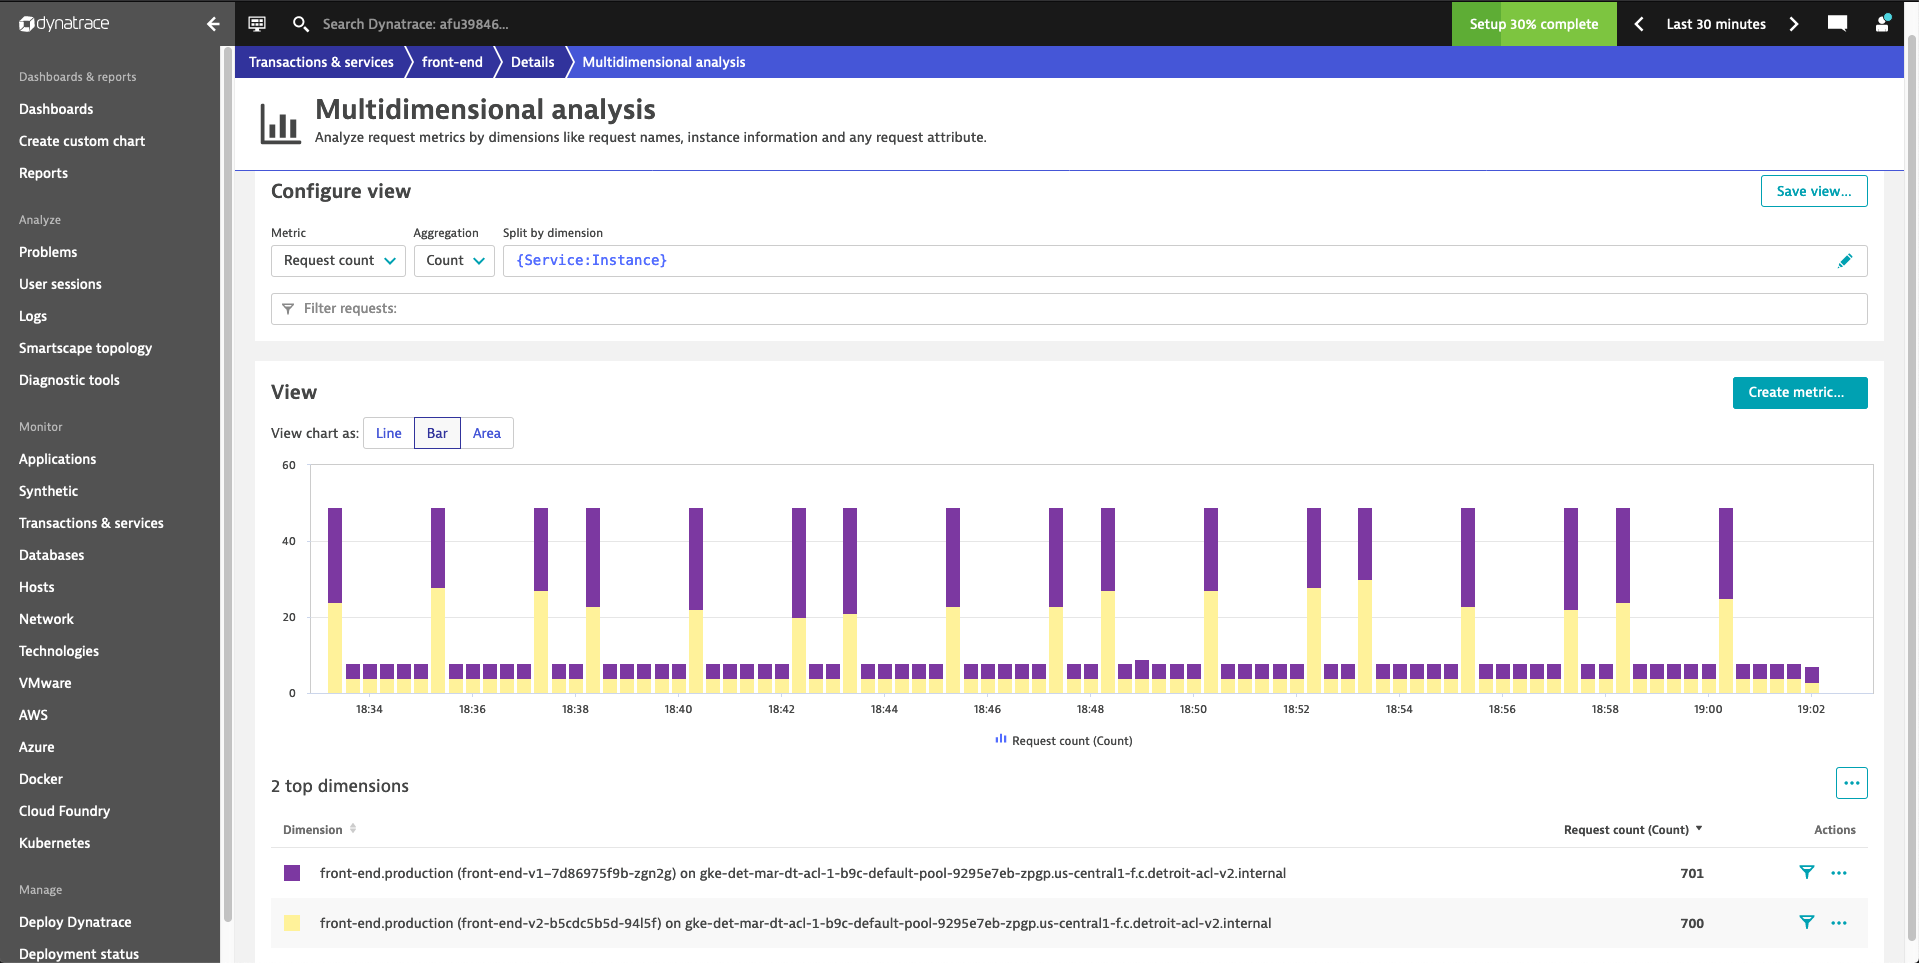 dynatrace
Search Dynatrace: afu39846...
Setup 30% complete
Last 30 minutes
Dashboards & reports
Dashboards
Create custom chart
Reports
Analyze
Problems
User sessions
Logs
Smartscape topology
Diagnostic tools
Monitor
Applications
Synthetic
Transactions & services
Databases
Hosts
Network
Technologies
VMware
AWS
Azure
Docker
Cloud Foundry
Kubernetes
Manage
Deploy Dynatrace
Deployment status
Transactions & services
front-end
Details
Multidimensional analysis
Multidimensional analysis
Analyze request metrics by dimensions like request names, instance information and any request attribute.
Configure view
Save view...
Metric
Aggregation
Split by dimension
Request count
Count
{Service:Instance}
Filter requests:
View
Create metric...
View chart as:
Line
Bar
Area
60
40
20
0
18:34
18:36
18:38
18:40
18:42
18:44
18:46
18:48
18:50
18:52
18:54
18:56
18:58
19:00
19:02
Request count (Count)
2 top dimensions
Dimension
Request count (Count)
Actions
front-end.production (front-end-v1-7d86975f9b-zgn2g) on gke-det-mar-dt-acl-1-b9c-default-pool-9295e7eb-zpgp.us-central1-f.c.detroit-acl-v2.internal
701
front-end.production (front-end-v2-b5cdc5b5d-94l5f) on gke-det-mar-dt-acl-1-b9c-default-pool-9295e7eb-zpgp.us-central1-f.c.detroit-acl-v2.internal
700